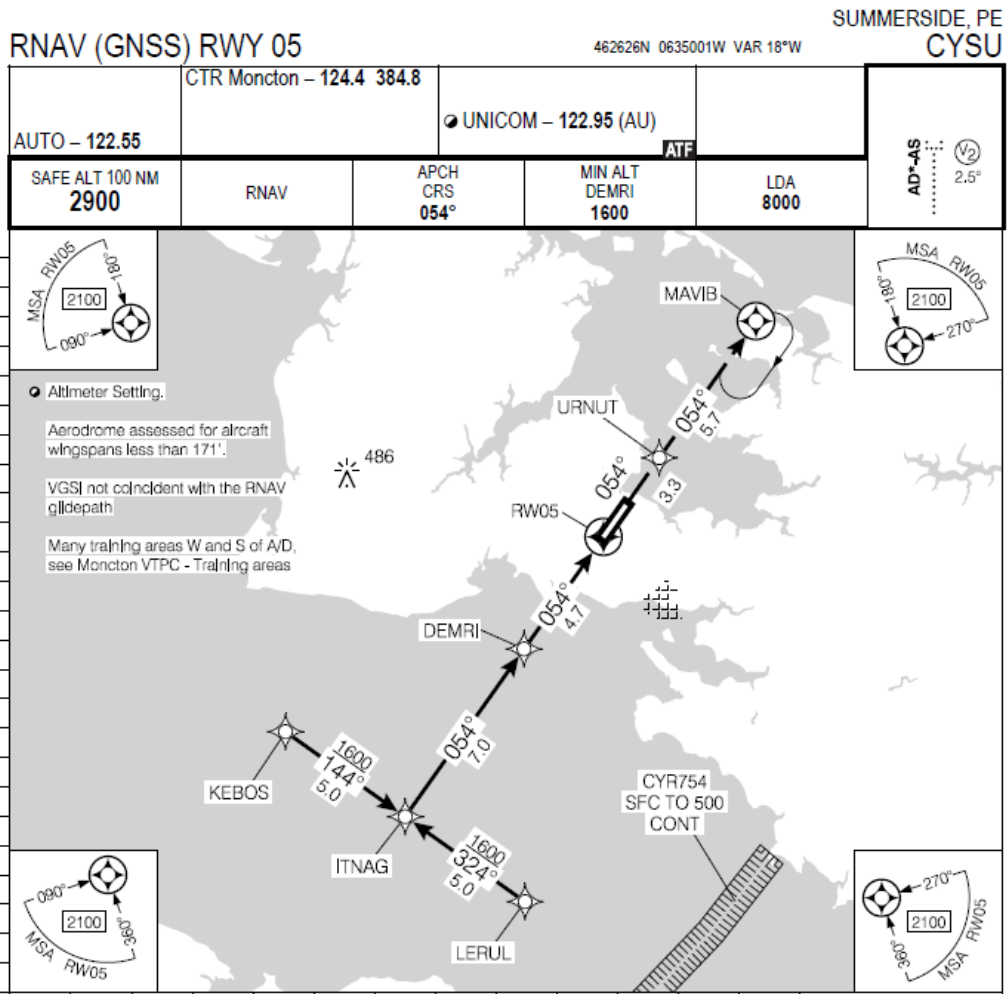 SUMMERSIDE, PE
RNAV (GNSS) RWY 05
462626N 0635001W VAR 18°W
CYSU
CTR Moncton – 124.4 384.8
UNICOM – 122.95 (AU)
AUTO – 122.55
ATF
AD*-AS
V2
2.5°
SAFE ALT 100 NM
2900
RNAV
APCH
CRS
054°
MIN ALT
DEMRI
1600
LDA
8000
MSA RW05
180°
2100
090°
MSA RW05
180°
2100
270°
MAVIB
Altimeter Setting.
Aerodrome assessed for aircraft
wingspans less than 171'.
VGSI not coincident with the RNAV
glidepath
Many training areas W and S of A/D,
see Moncton VTPC - Training areas
486
URNUT
054°
5.7
054°
3.3
RW05
054°
4.7
DEMRI
054°
7.0
1600
144°
5.0
KEBOS
ITNAG
1600
324°
5.0
LERUL
CYR754
SFC TO 500
CONT
090°
2100
360°
MSA RW05
270°
2100
360°
MSA RW05